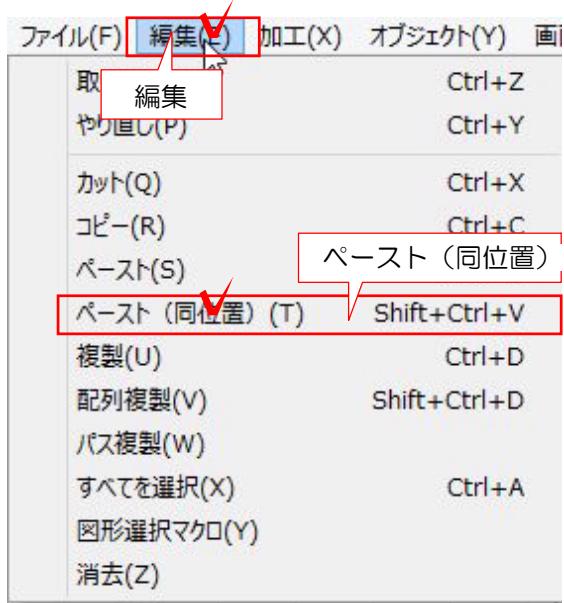 ファイル(F) 編集(Z) 加工(X) オブジェクト(Y)
編集
取 Ctrl+Z
やり直し(P) Ctrl+Y
カット(Q) Ctrl+X
コピー(R) Ctrl+C
ペースト（同位置）
ペースト(S)
ペースト（同位置）(T) Shift+Ctrl+V
複製(U) Ctrl+D
配列複製(V) Shift+Ctrl+D
パス複製(W)
すべてを選択(X) Ctrl+A
図形選択マクロ(Y)
消去(Z)